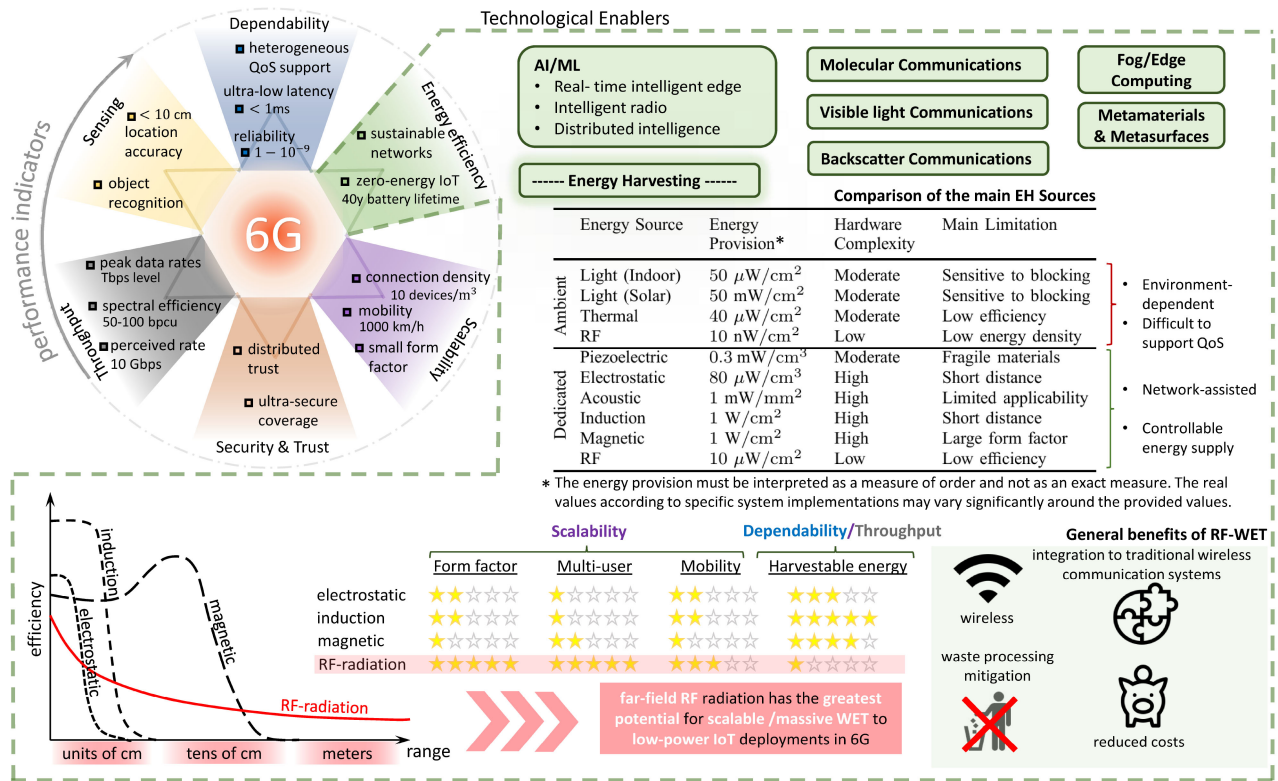 Technological Enablers
Performance indicators
Dependability
heterogeneous
QoS support
ultra-low latency
< 1ms
reliability
1 − 10⁻⁹
Sensing
< 10 cm
location
accuracy
object
recognition
Energy efficiency
sustainable
networks
zero-energy IoT
40y battery lifetime
6G
Throughput
peak data rates
Tbps level
spectral efficiency
50-100 bpcu
perceived rate
10 Gbps
Scalability
connection density
10 devices/m³
mobility
1000 km/h
small form
factor
distributed
trust
ultra-secure
coverage
Security & Trust
AI/ML
• Real- time intelligent edge
• Intelligent radio
• Distributed intelligence
Molecular Communications
Visible light Communications
Backscatter Communications
Fog/Edge
Computing
Metamaterials
& Metasurfaces
------ Energy Harvesting ------
Comparison of the main EH Sources
Energy Source Energy Provision* Hardware Complexity Main Limitation
Ambient
Light (Indoor) 50 μW/cm² Moderate Sensitive to blocking
Light (Solar) 50 mW/cm² Moderate Sensitive to blocking
Thermal 40 μW/cm² Moderate Low efficiency
RF 10 nW/cm² Low Low energy density
Dedicated
Piezoelectric 0.3 mW/cm³ Moderate Fragile materials
Electrostatic 80 μW/cm³ High Short distance
Acoustic 1 mW/mm² High Limited applicability
Induction 1 W/cm² High Short distance
Magnetic 1 W/cm² High Large form factor
RF 10 μW/cm² Low Low efficiency
• Environment-
dependent
• Difficult to
support QoS
• Network-assisted
• Controllable
energy supply
* The energy provision must be interpreted as a measure of order and not as an exact measure. The real
values according to specific system implementations may vary significantly around the provided values.
efficiency
induction
electrostatic
magnetic
RF-radiation
units of cm tens of cm meters range
Scalability Dependability/Throughput
Form factor Multi-user Mobility Harvestable energy
electrostatic
induction
magnetic
RF-radiation
far-field RF radiation has the greatest
potential for scalable /massive WET to
low-power IoT deployments in 6G
General benefits of RF-WET
integration to traditional wireless
communication systems
wireless
waste processing
mitigation
reduced costs